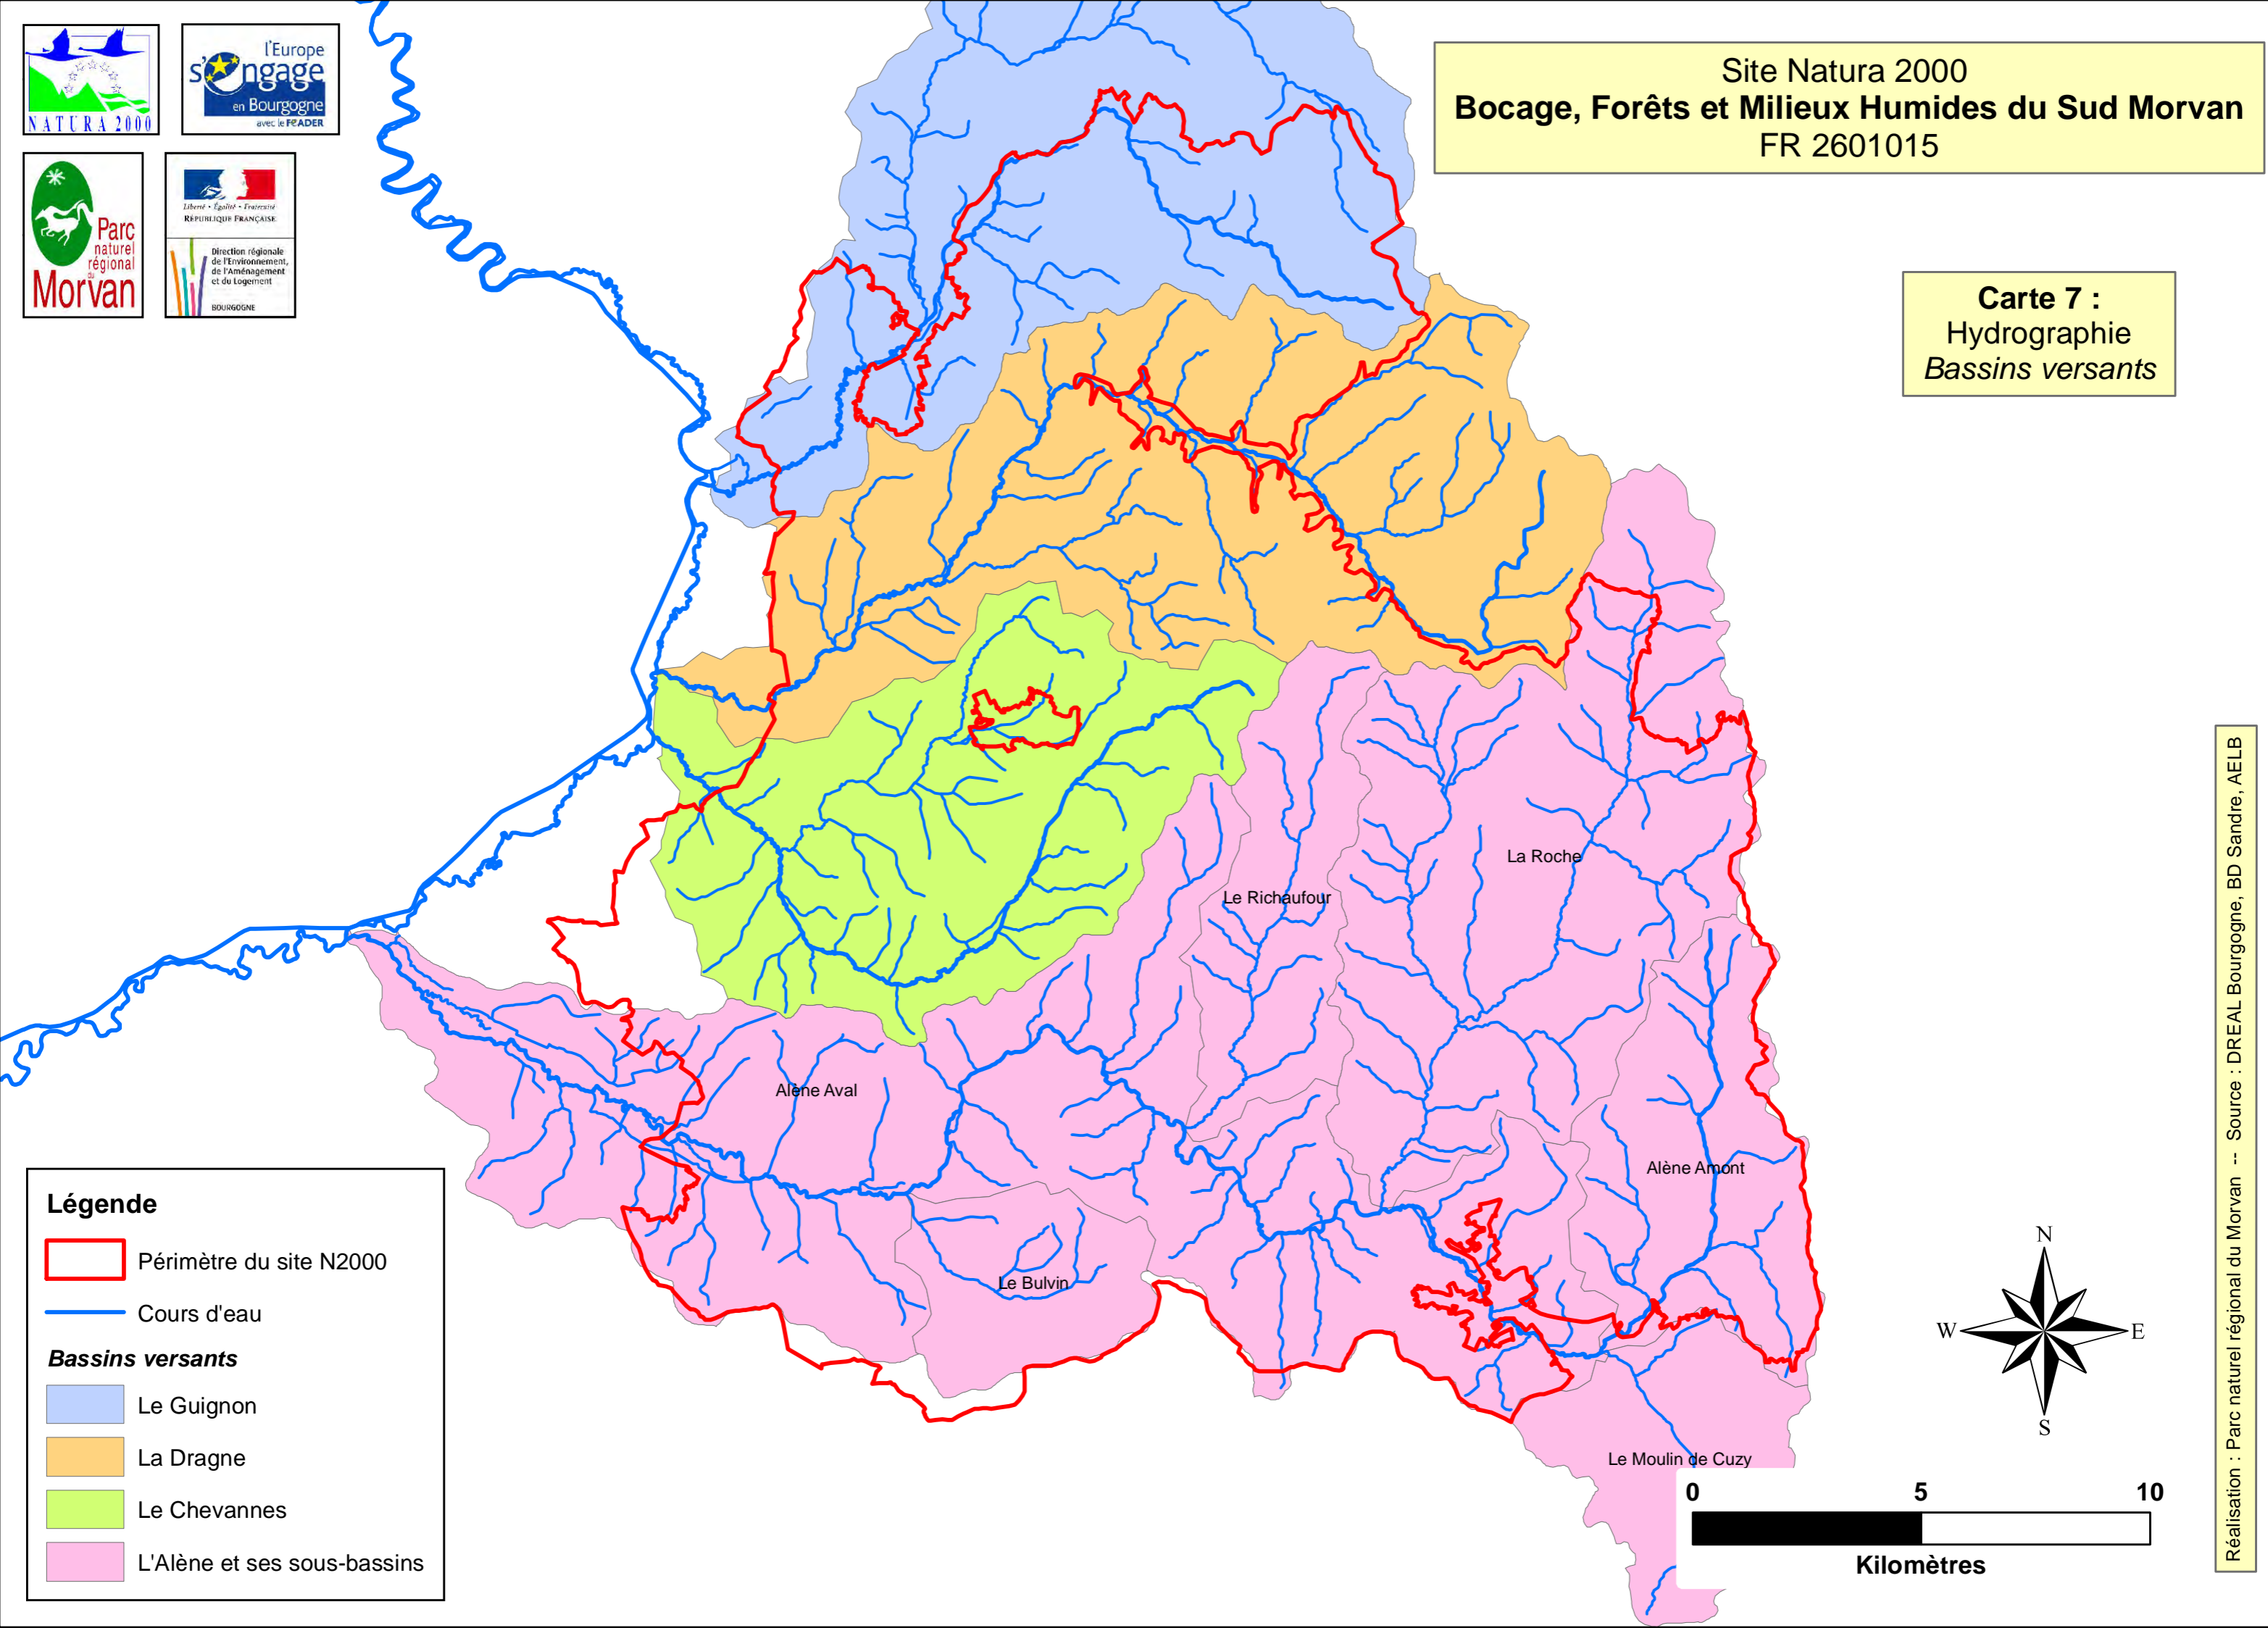 NATURA 2000
l'Europe
s'engage
en Bourgogne
avec le FEADER
Parc
naturel
régional
du
Morvan
Liberté • Égalité • Fraternité
RÉPUBLIQUE FRANÇAISE
Direction régionale
de l'Environnement,
de l'Aménagement
et du Logement
BOURGOGNE
Site Natura 2000
Bocage, Forêts et Milieux Humides du Sud Morvan
FR 2601015
Carte 7 :
Hydrographie
Bassins versants
La Roche
Le Richaufour
Alène Aval
Alène Amont
Le Bulvin
Le Moulin de Cuzy
Légende
Périmètre du site N2000
Cours d'eau
Bassins versants
Le Guignon
La Dragne
Le Chevannes
L'Alène et ses sous-bassins
N
W
E
S
0 5 10
Kilomètres
Réalisation : Parc naturel régional du Morvan -- Source : DREAL Bourgogne, BD Sandre, AELB